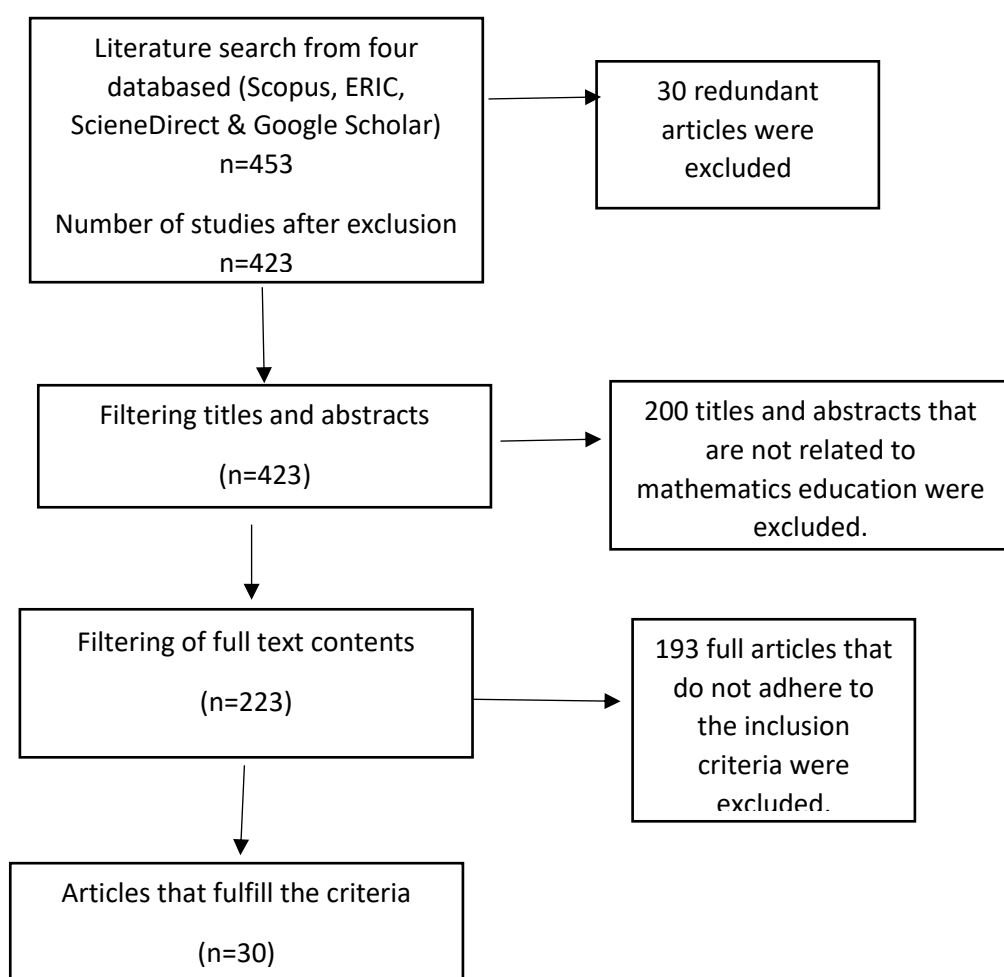 Literature search from four
databased (Scopus, ERIC,
ScieneDirect & Google Scholar)
n=453
Number of studies after exclusion
n=423
30 redundant
articles were
excluded
Filtering titles and abstracts
(n=423)
200 titles and abstracts that
are not related to
mathematics education were
excluded.
Filtering of full text contents
(n=223)
193 full articles that
do not adhere to
the inclusion
criteria were
excluded.
Articles that fulfill the criteria
(n=30)